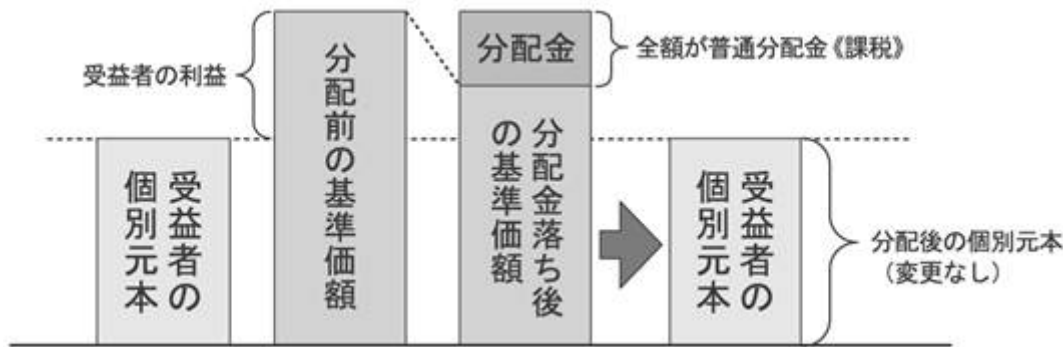 受益者の利益
受益者の
個別元本
分配前の基準価額
分配金
全額が普通分配金《課税》
分配金落ち後
の基準価額
受益者の
個別元本
分配後の個別元本
（変更なし）